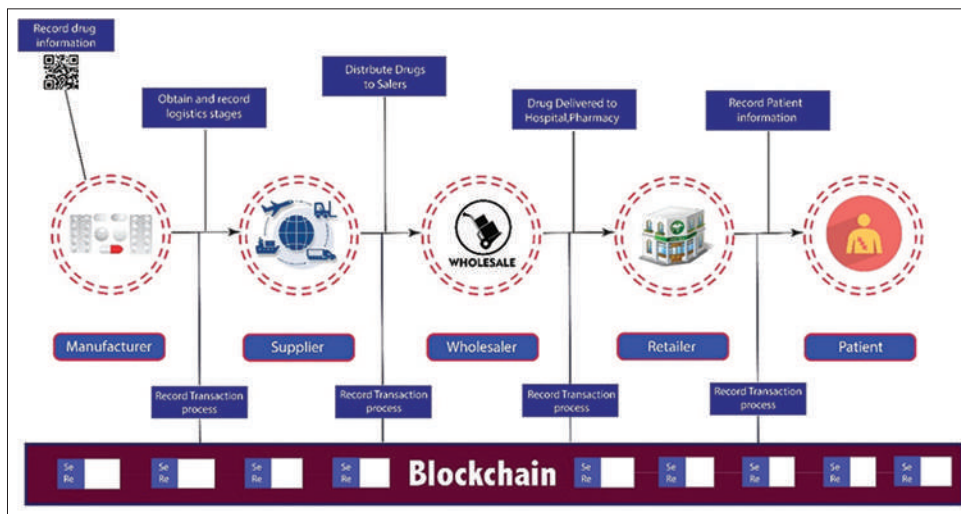 Record drug
information
Obtain and record
logistics stages
Distrbute Drugs
to Salers
Drug Delivered to
Hospital,Pharmacy
Record Patient
information
WHOLESALE
Manufacturer
Supplier
Wholesaler
Retailer
Patient
Record Transaction
process
Record Transaction
process
Record Transaction
process
Record Transaction
process
Se
Re
Se
Re
Se
Re
Se
Re
Blockchain
Se
Re
Se
Re
Se
Re
Se
Re
Se
Re